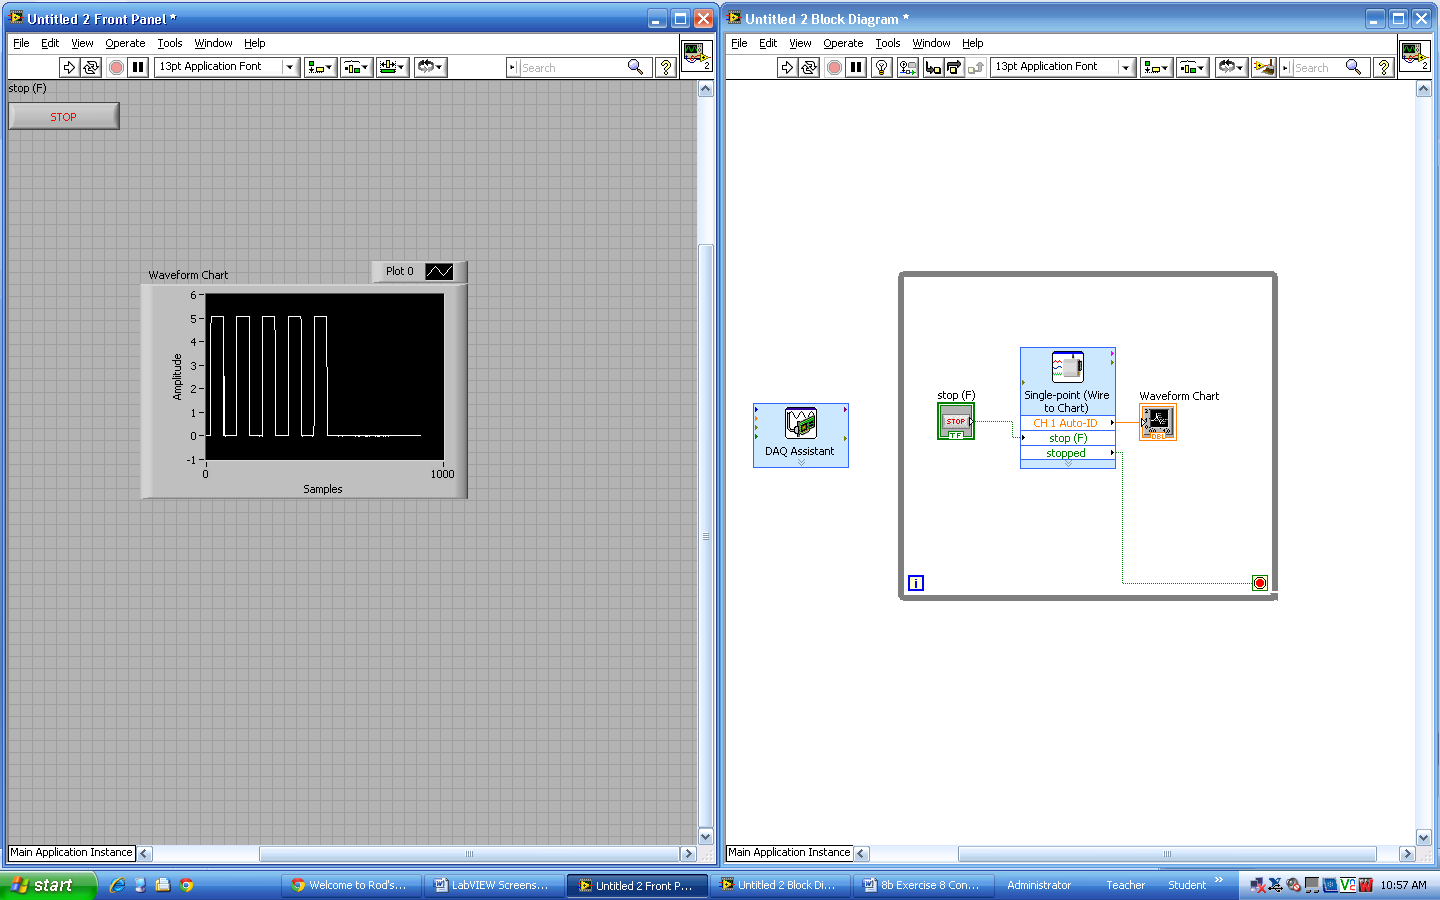 Untitled 2 Front Panel *
File Edit View Operate Tools Window Help
13pt Application Font
Search
?
2
stop (F)
STOP
Waveform Chart
Plot 0
Amplitude
6
5
4
3
2
1
0
-1
0
1000
Samples
Main Application Instance
Untitled 2 Block Diagram *
File Edit View Operate Tools Window Help
13pt Application Font
Search
?
2
DAQ Assistant
stop (F)
STOP
TF
Single-point (Wire
to Chart)
CH 1 Auto-ID
stop (F)
stopped
Waveform Chart
DBL
i
Main Application Instance
start
Welcome to Rod's...
LabVIEW Screens...
Untitled 2 Front P...
Untitled 2 Block Di...
8b Exercise 8 Con...
Administrator
Teacher
Student
10:57 AM